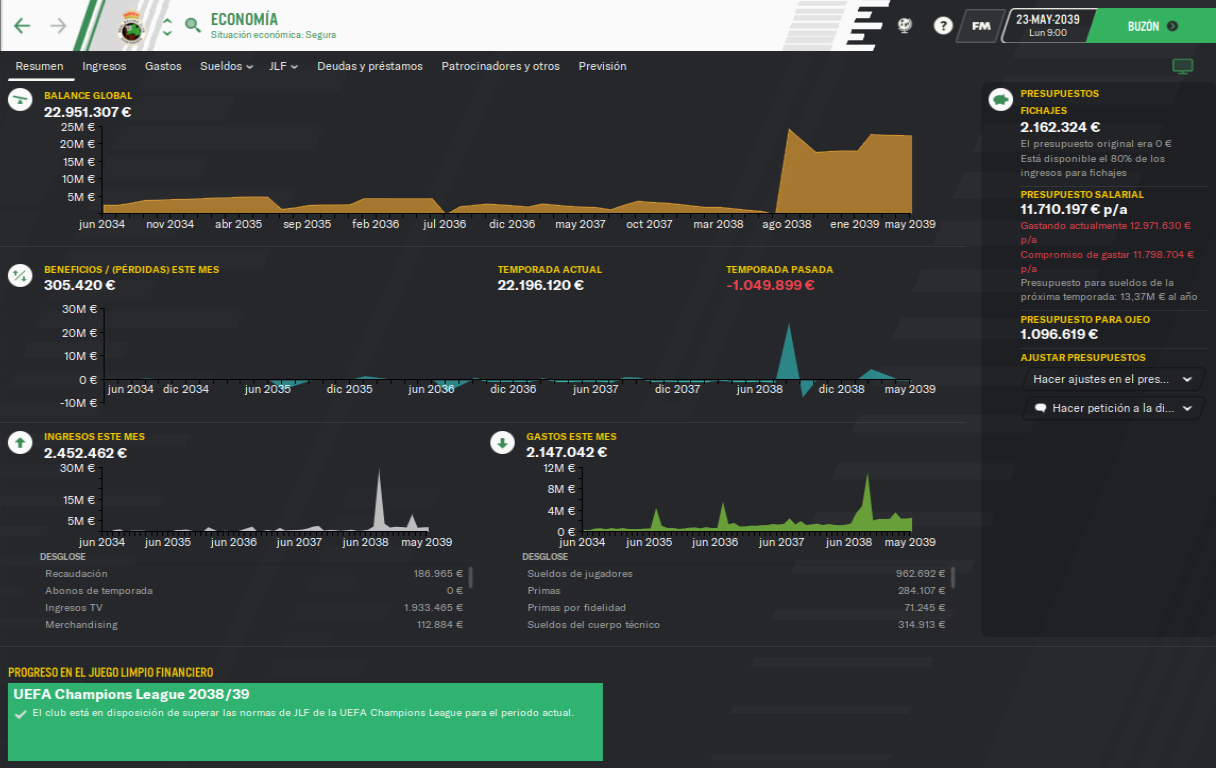 ECONOMÍA
Situación económica: Segura
FM
23-MAY-2039
Lun 9:00
BUZÓN
Resumen
Ingresos
Gastos
Sueldos
JLF
Deudas y préstamos
Patrocinadores y otros
Previsión
BALANCE GLOBAL
22.951.307 €
25M €
20M €
15M €
10M €
5M €
jun 2034 nov 2034 abr 2035 sep 2035 feb 2036 jul 2036 dic 2036 may 2037 oct 2037 mar 2038 ago 2038 ene 2039 may 2039
BENEFICIOS / (PÉRDIDAS) ESTE MES
305.420 €
TEMPORADA ACTUAL
22.196.120 €
TEMPORADA PASADA
-1.049.899 €
30M €
20M €
10M €
0 €
-10M €
jun 2034 dic 2034 jun 2035 dic 2035 jun 2036 dic 2036 jun 2037 dic 2037 jun 2038 dic 2038 may 2039
INGRESOS ESTE MES
2.452.462 €
30M €
15M €
5M €
jun 2034 jun 2035 jun 2036 jun 2037 jun 2038 may 2039
DESGLOSE
Recaudación 186.965 €
Abonos de temporada 0 €
Ingresos TV 1.933.465 €
Merchandising 112.884 €
GASTOS ESTE MES
2.147.042 €
12M €
8M €
4M €
0 €
jun 2034 jun 2035 jun 2036 jun 2037 jun 2038 may 2039
DESGLOSE
Sueldos de jugadores 962.692 €
Primas 284.107 €
Primas por fidelidad 71.245 €
Sueldos del cuerpo técnico 314.913 €
PRESUPUESTOS
FICHAJES
2.162.324 €
El presupuesto original era 0 €
Está disponible el 80% de los
ingresos para fichajes
PRESUPUESTO SALARIAL
11.710.197 € p/a
Gastando actualmente 12.971.630 €
p/a
Compromiso de gastar 11.798.704 €
p/a
Presupuesto para sueldos de la
próxima temporada: 13,37M € al año
PRESUPUESTO PARA OJEO
1.096.619 €
AJUSTAR PRESUPUESTOS
Hacer ajustes en el pres...
Hacer petición a la di...
PROGRESO EN EL JUEGO LIMPIO FINANCIERO
UEFA Champions League 2038/39
El club está en disposición de superar las normas de JLF de la UEFA Champions League para el periodo actual.